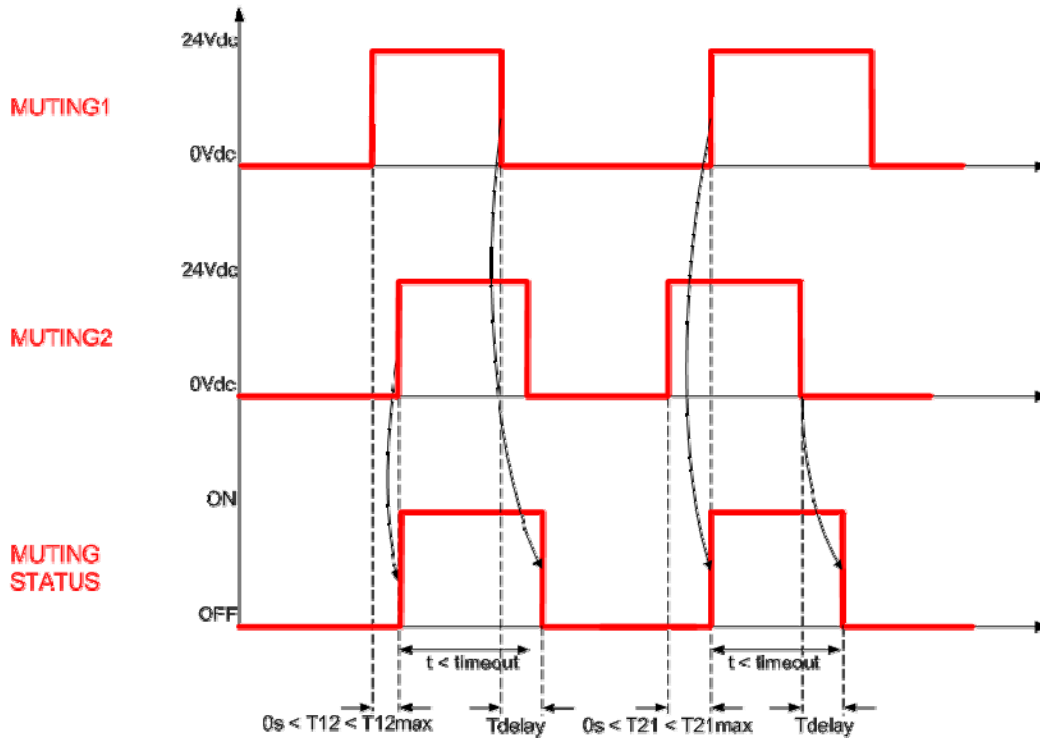 24Vdc
MUTING1
0Vdc
24Vdc
MUTING2
0Vdc
ON
MUTING
STATUS
OFF
t < timeout
t < timeout
0s < T12 < T12max
Tdelay
0s < T21 < T21max
Tdelay